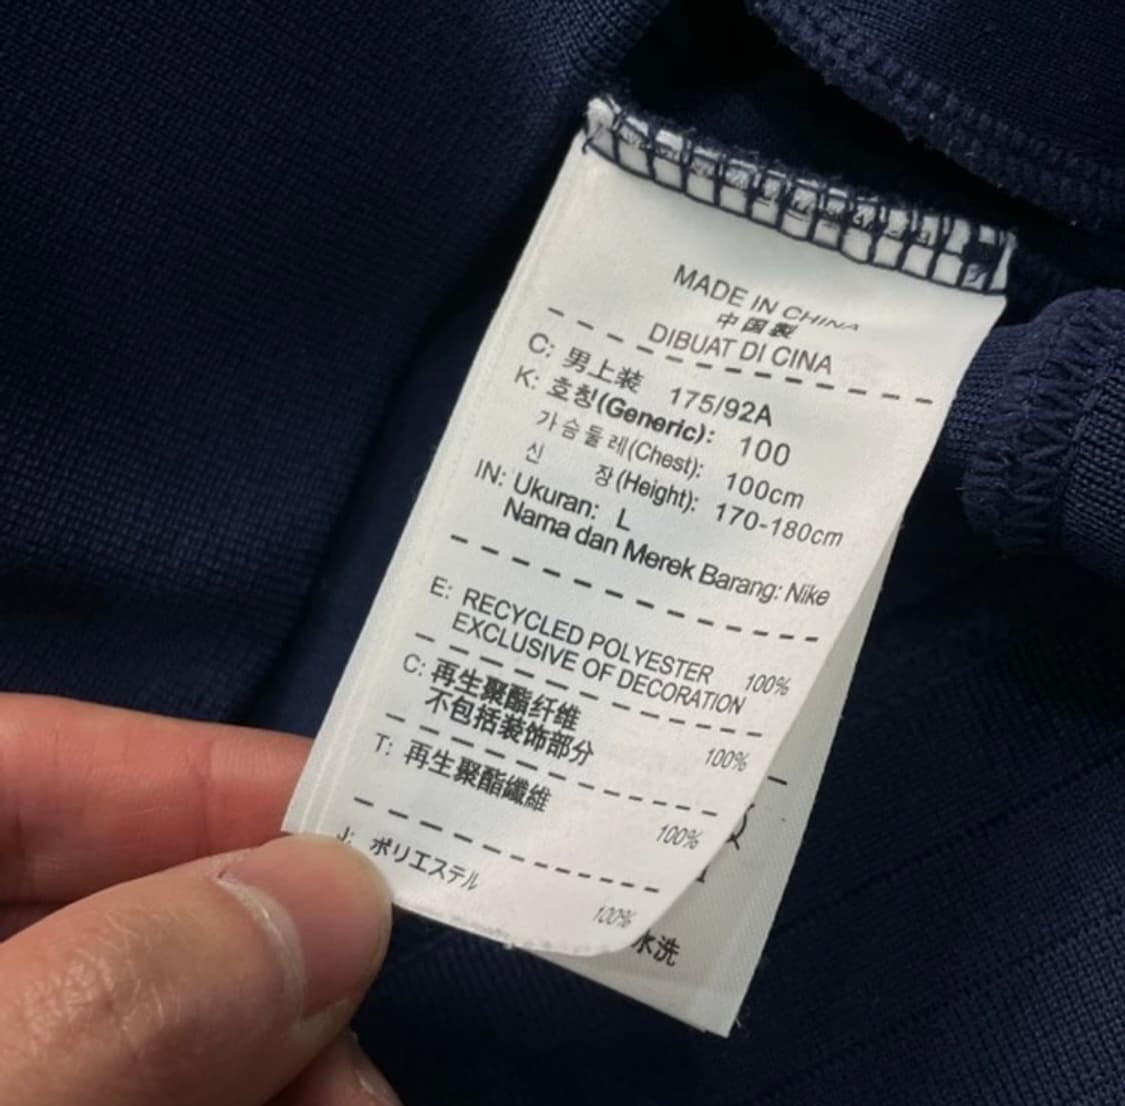 MADE IN CHINA
中国製
DIBUAT DI CINA
C: 男上装 175/92A
K: 호칭(Generic): 100
가슴둘레(Chest): 100cm
신 장(Height): 170-180cm
IN: Ukuran: L
Nama dan Merek Barang: Nike
E: RECYCLED POLYESTER 100%
EXCLUSIVE OF DECORATION
C: 再生聚酯纤维 100%
不包括装饰部分
T: 再生聚酯纖維 100%
J: ポリエステル 100%
水洗